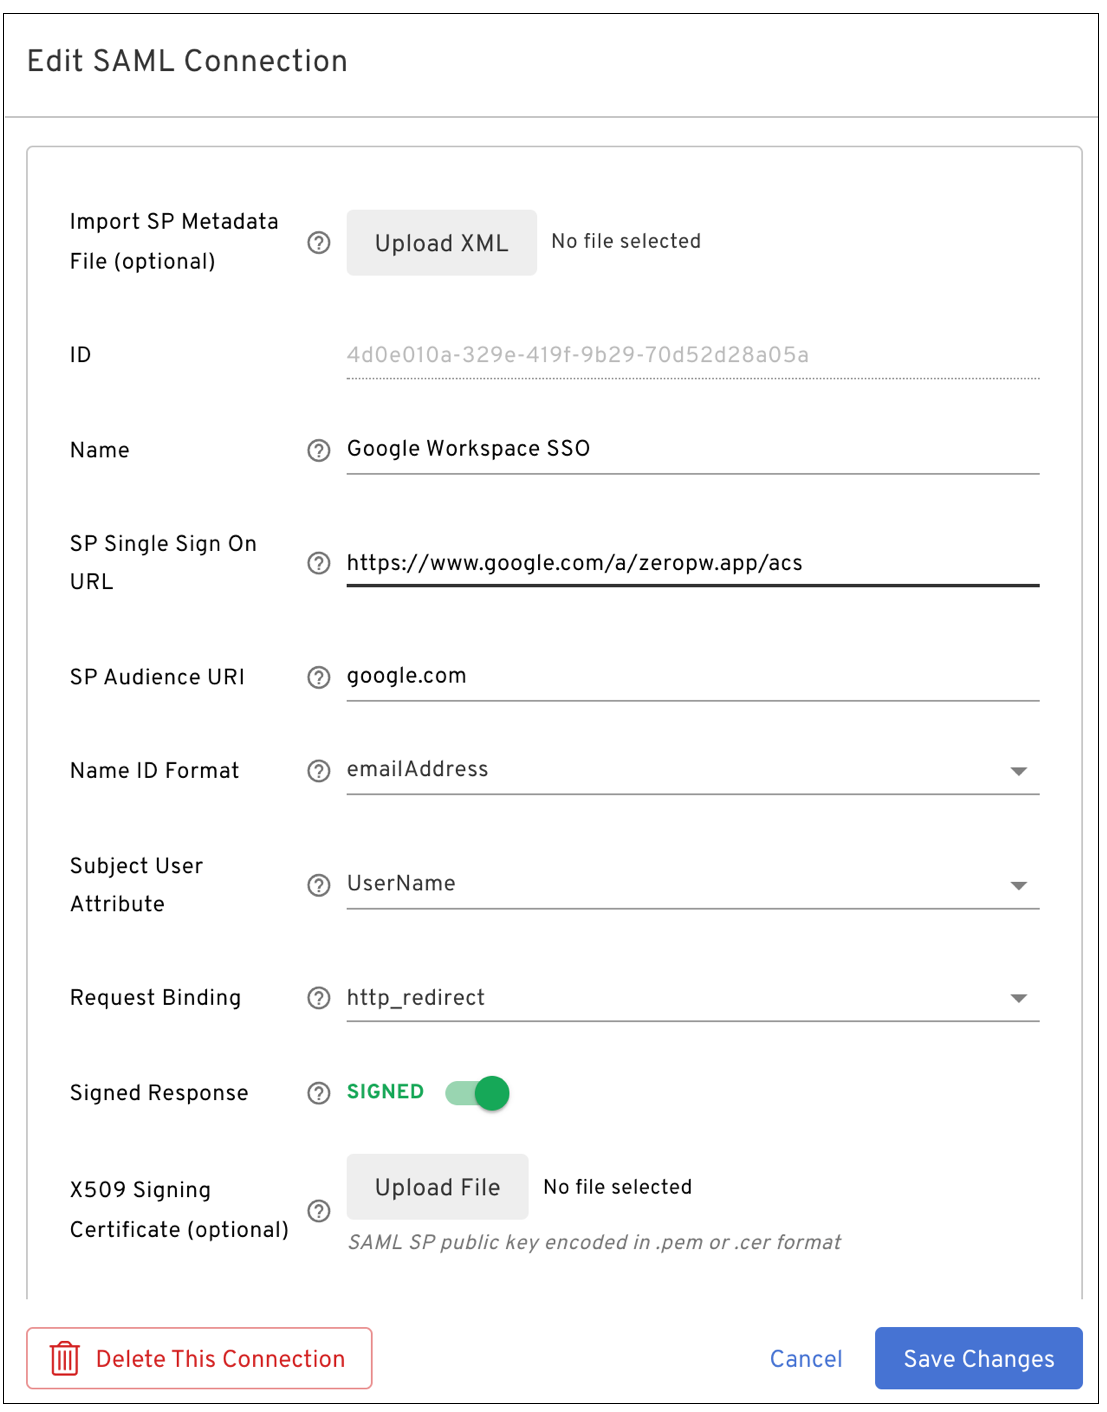 Edit SAML Connection
Import SP Metadata
File (optional)
Upload XML
No file selected
ID
4d0e010a-329e-419f-9b29-70d52d28a05a
Name
Google Workspace SSO
SP Single Sign On
URL
https://www.google.com/a/zeropw.app/acs
SP Audience URI
google.com
Name ID Format
emailAddress
Subject User
Attribute
UserName
Request Binding
http_redirect
Signed Response
SIGNED
X509 Signing
Certificate (optional)
Upload File
No file selected
SAML SP public key encoded in .pem or .cer format
Delete This Connection
Cancel
Save Changes